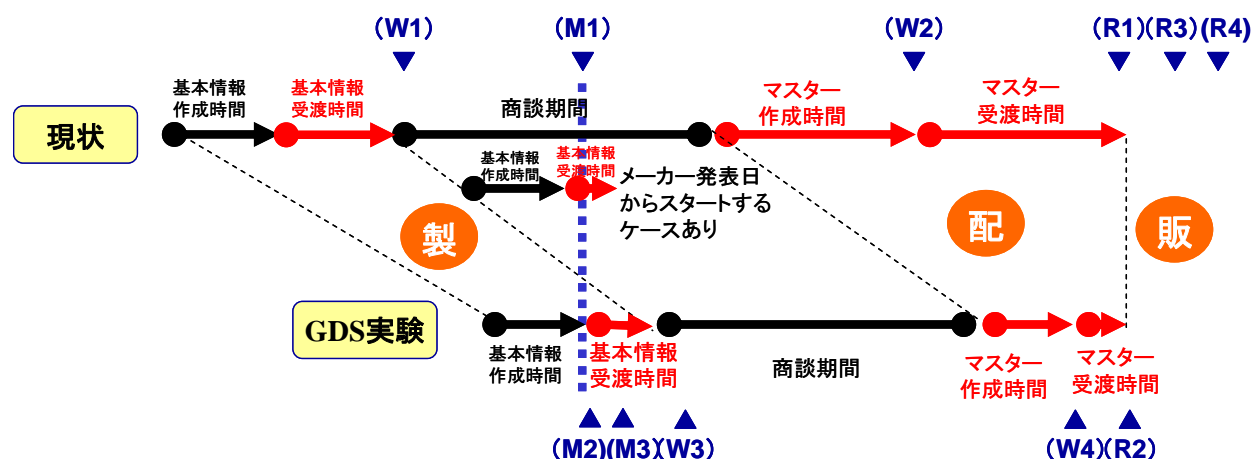 (W1)
(M1)
(W2)
(R1)(R3)(R4)
基本情報
作成時間
基本情報
受渡時間
商談期間
マスター
作成時間
マスター
受渡時間
現状
基本情報
作成時間
基本情報
受渡時間
メーカー発表日
からスタートする
ケースあり
製
配
販
GDS実験
基本情報
作成時間
基本情報
受渡時間
商談期間
マスター
作成時間
マスター
受渡時間
(M2)(M3)(W3)
(W4)(R2)